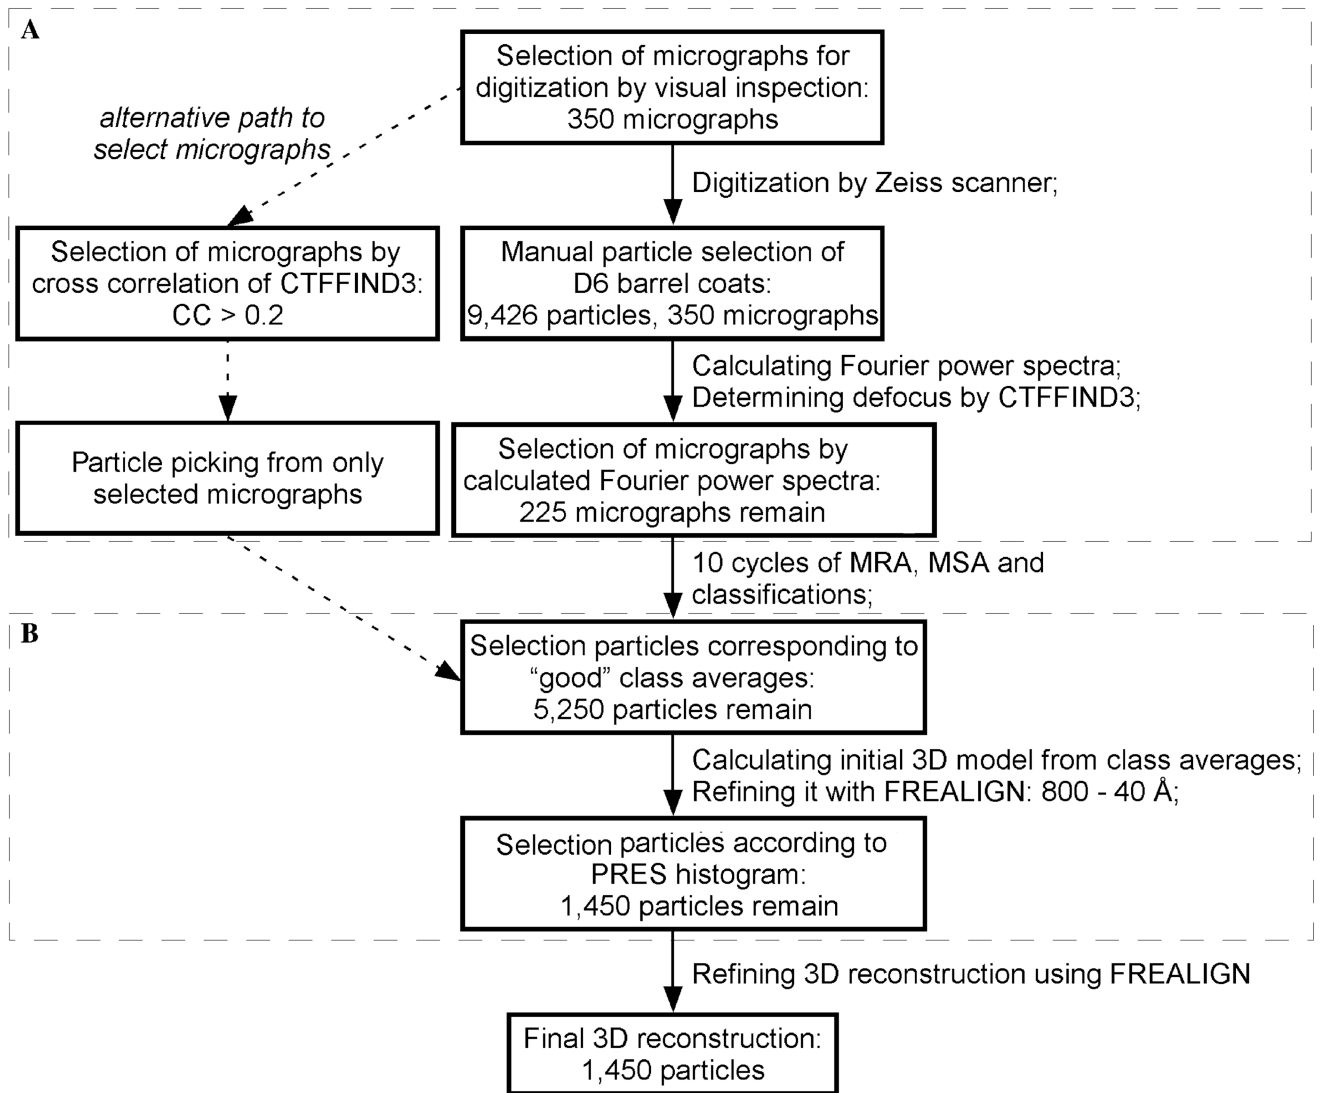 A
Selection of micrographs for
digitization by visual inspection:
350 micrographs
alternative path to
select micrographs
Digitization by Zeiss scanner;
Selection of micrographs by
cross correlation of CTFFIND3:
CC > 0.2
Manual particle selection of
D6 barrel coats:
9,426 particles, 350 micrographs
Calculating Fourier power spectra;
Determining defocus by CTFFIND3;
Particle picking from only
selected micrographs
Selection of micrographs by
calculated Fourier power spectra:
225 micrographs remain
10 cycles of MRA, MSA and
classifications;
B
Selection particles corresponding to
“good” class averages:
5,250 particles remain
Calculating initial 3D model from class averages;
Refining it with FREALIGN: 800 - 40 Å;
Selection particles according to
PRES histogram:
1,450 particles remain
Refining 3D reconstruction using FREALIGN
Final 3D reconstruction:
1,450 particles